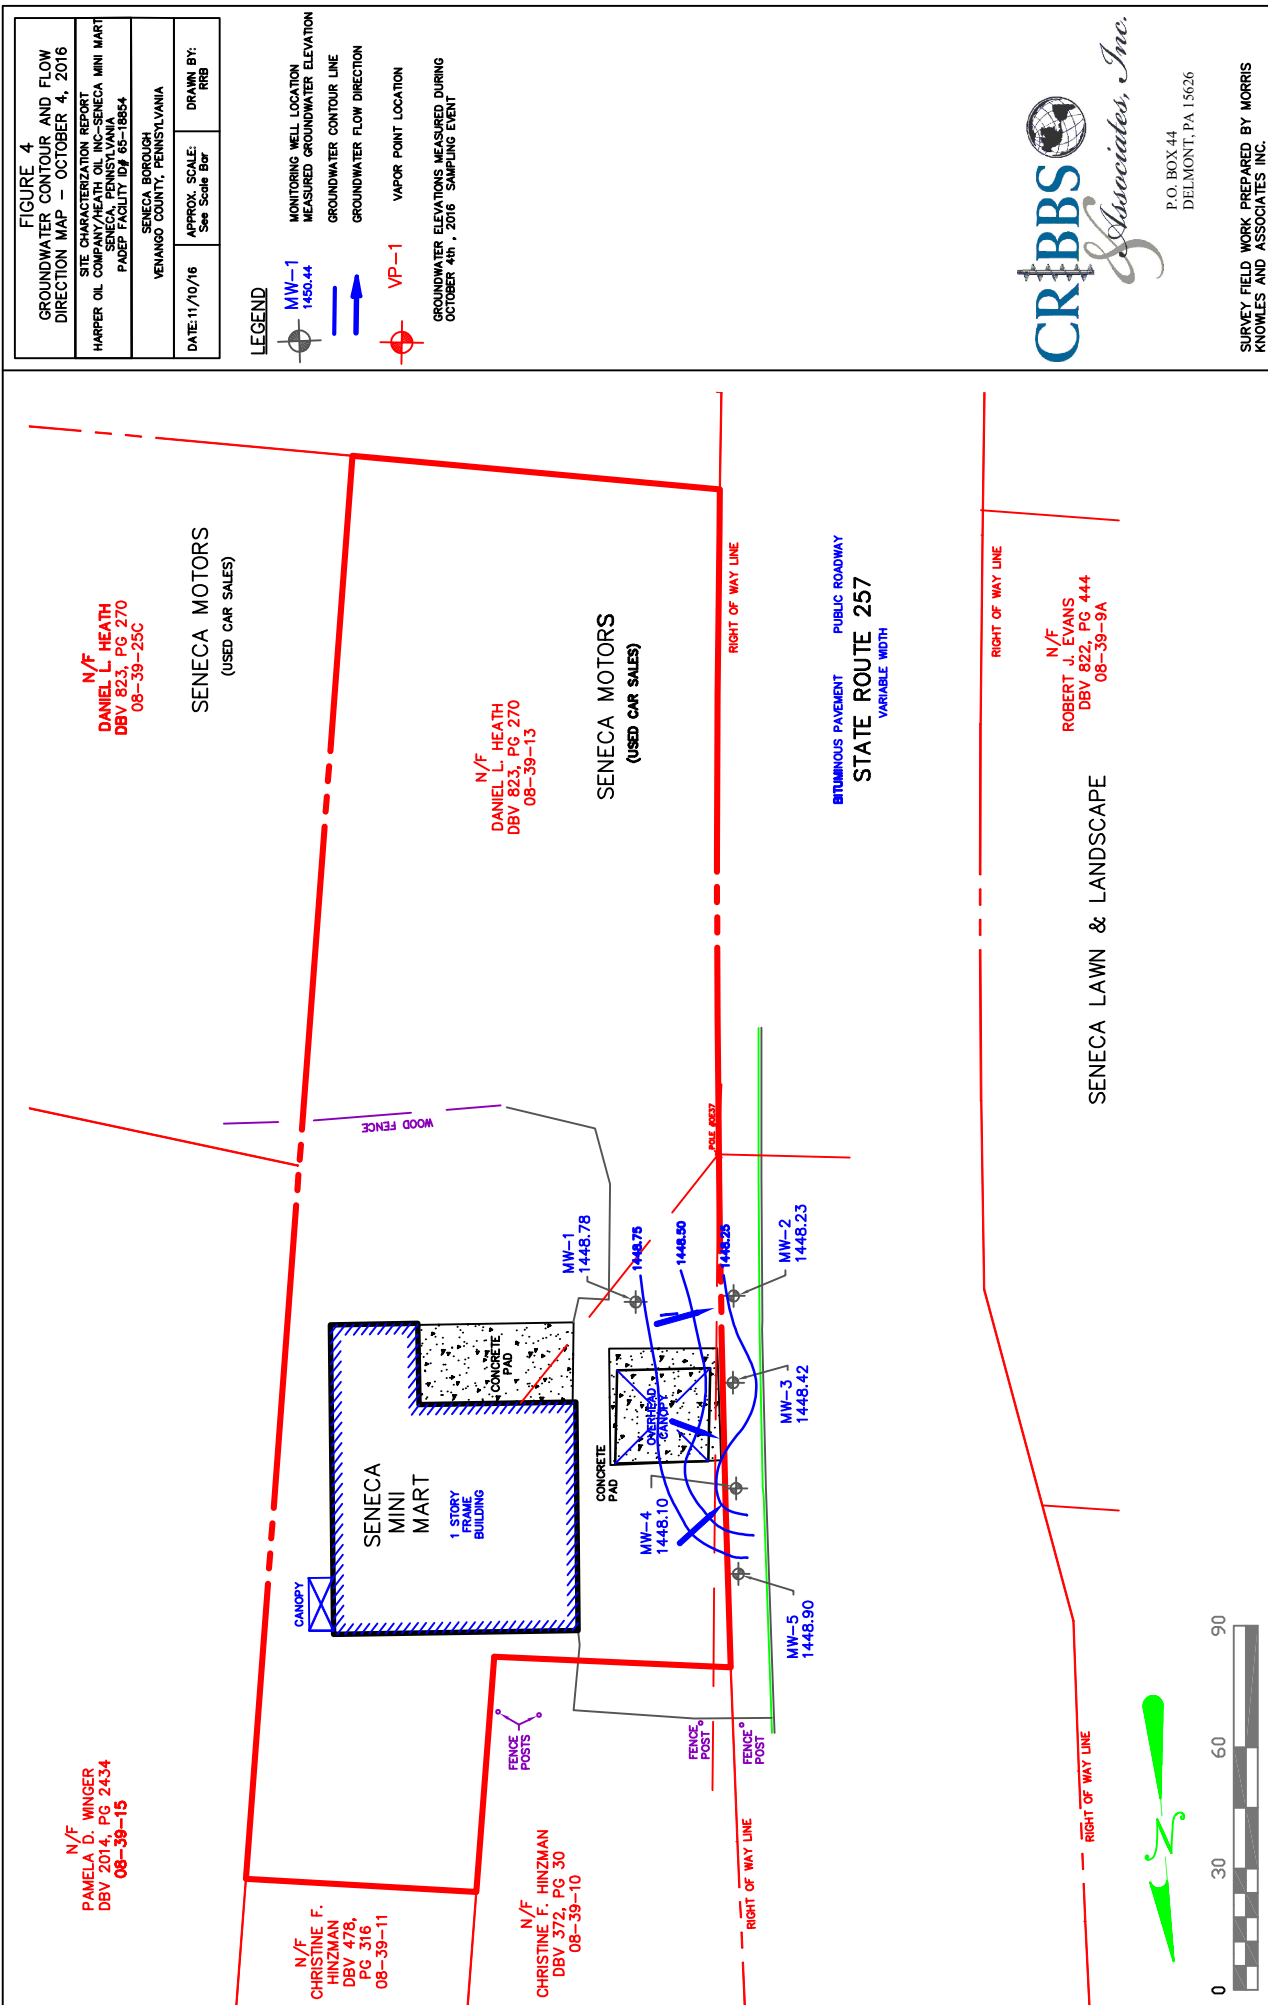 FIGURE 4
GROUNDWATER CONTOUR AND FLOW
DIRECTION MAP – OCTOBER 4, 2016
SITE CHARACTERIZATION REPORT
HARPER OIL COMPANY/HEATH OIL INC–SENECA MINI MART
SENECA, PENNSYLVANIA
PADEP FACILITY ID# 65–18854
SENECA BOROUGH
VENANGO COUNTY, PENNSYLVANIA
DATE:11/10/16
APPROX. SCALE:
See Scale Bar
DRAWN BY:
RRB
LEGEND
MW–1
1450.44
MONITORING WELL LOCATION
MEASURED GROUNDWATER ELEVATION
GROUNDWATER CONTOUR LINE
GROUNDWATER FLOW DIRECTION
VP–1
VAPOR POINT LOCATION
GROUNDWATER ELEVATIONS MEASURED DURING
OCTOBER 4th , 2016 SAMPLING EVENT
CRIBBS
& Associates, Inc.
P.O. BOX 44
DELMONT, PA 15626
SURVEY FIELD WORK PREPARED BY MORRIS
KNOWLES AND ASSOCIATES INC.
N/F
DANIEL L. HEATH
DBV 823, PG 270
08–39–25C
SENECA MOTORS
(USED CAR SALES)
N/F
DANIEL L. HEATH
DBV 823, PG 270
08–39–13
SENECA MOTORS
(USED CAR SALES)
RIGHT OF WAY LINE
BITUMINOUS PAVEMENT PUBLIC ROADWAY
STATE ROUTE 257
VARIABLE WIDTH
RIGHT OF WAY LINE
N/F
ROBERT J. EVANS
DBV 822, PG 444
08–39–9A
SENECA LAWN & LANDSCAPE
WOOD FENCE
POLE #DE37
MW–1
1448.78
1448.75
1448.50
1448.25
MW–2
1448.23
MW–3
1448.42
MW–4
1448.10
MW–5
1448.90
CONCRETE
PAD
OVERHEAD
CANOPY
CONCRETE
PAD
SENECA
MINI
MART
1 STORY
FRAME
BUILDING
CANOPY
FENCE
POSTS
FENCE
POST
FENCE
POST
N/F
PAMELA D. WINGER
DBV 2014, PG 2434
08–39–15
N/F
CHRISTINE F.
HINZMAN
DBV 478,
PG 316
08–39–11
N/F
CHRISTINE F. HINZMAN
DBV 372, PG 30
08–39–10
RIGHT OF WAY LINE
RIGHT OF WAY LINE
N
0 30 60 90